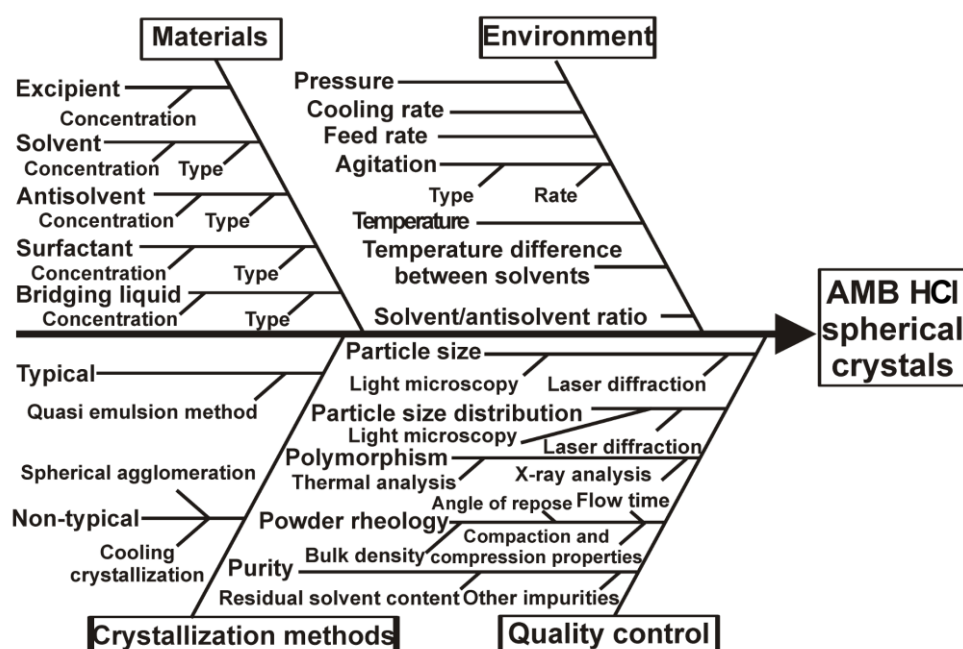 Materials
Excipient
Concentration
Solvent
Concentration
Type
Antisolvent
Concentration
Type
Surfactant
Concentration
Type
Bridging liquid
Concentration
Type
Environment
Pressure
Cooling rate
Feed rate
Agitation
Type
Rate
Temperature
Temperature difference
between solvents
Solvent/antisolvent ratio
AMB HCl
spherical
crystals
Typical
Quasi emulsion method
Spherical agglomeration
Non-typical
Cooling
crystallization
Crystallization methods
Particle size
Light microscopy
Laser diffraction
Particle size distribution
Light microscopy
Laser diffraction
Polymorphism
Thermal analysis
X-ray analysis
Powder rheology
Angle of repose
Flow time
Bulk density
Compaction and
compression properties
Purity
Residual solvent content
Other impurities
Quality control